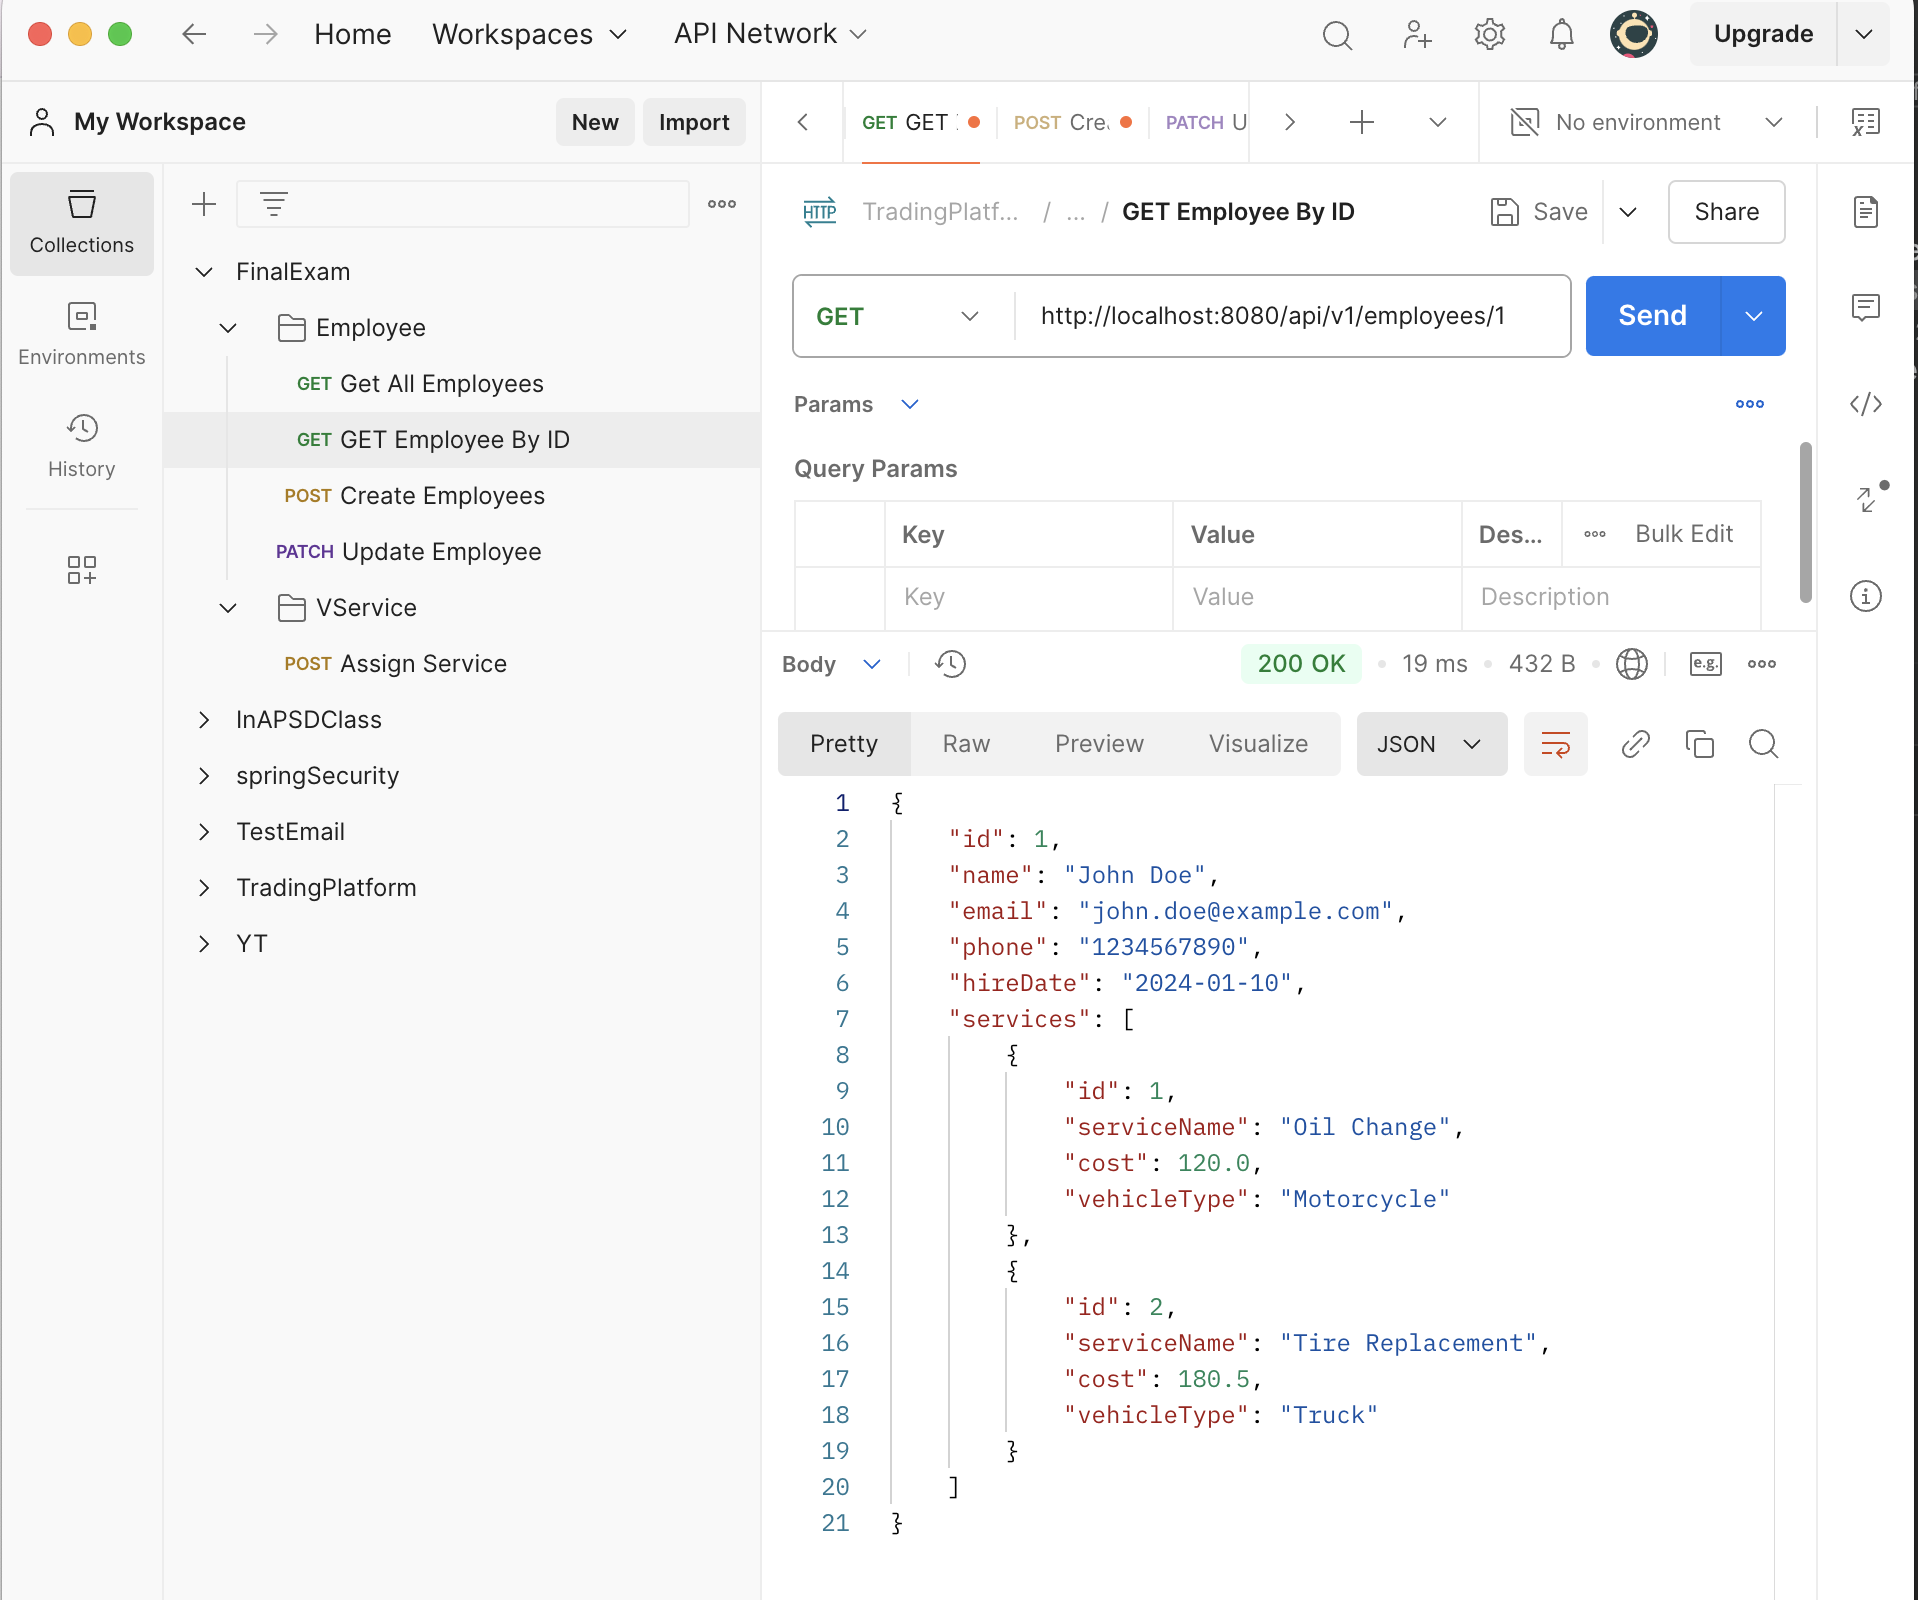 Home Workspaces API Network Upgrade
My Workspace New Import GET GET POST Cre. PATCH U No environment
Collections
Environments
History
FinalExam
Employee
GET Get All Employees
GET GET Employee By ID
POST Create Employees
PATCH Update Employee
VService
POST Assign Service
InAPSDClass
springSecurity
TestEmail
TradingPlatform
YT
HTTP TradingPlatf... / ... / GET Employee By ID Save Share
GET http://localhost:8080/api/v1/employees/1 Send
Params
Query Params
Key Value Des... Bulk Edit
Key Value Description
Body 200 OK 19 ms 432 B e.g.
Pretty Raw Preview Visualize JSON
1 {
2 "id": 1,
3 "name": "John Doe",
4 "email": "john.doe@example.com",
5 "phone": "1234567890",
6 "hireDate": "2024-01-10",
7 "services": [
8 {
9 "id": 1,
10 "serviceName": "Oil Change",
11 "cost": 120.0,
12 "vehicleType": "Motorcycle"
13 },
14 {
15 "id": 2,
16 "serviceName": "Tire Replacement",
17 "cost": 180.5,
18 "vehicleType": "Truck"
19 }
20 ]
21 }